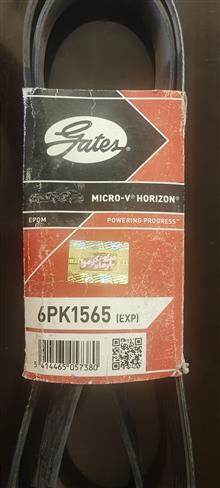 Gates
MICRO-V® HORIZON®
EPDM
POWERING PROGRESS™
6PK1565 (EXP)
5 414465 057380